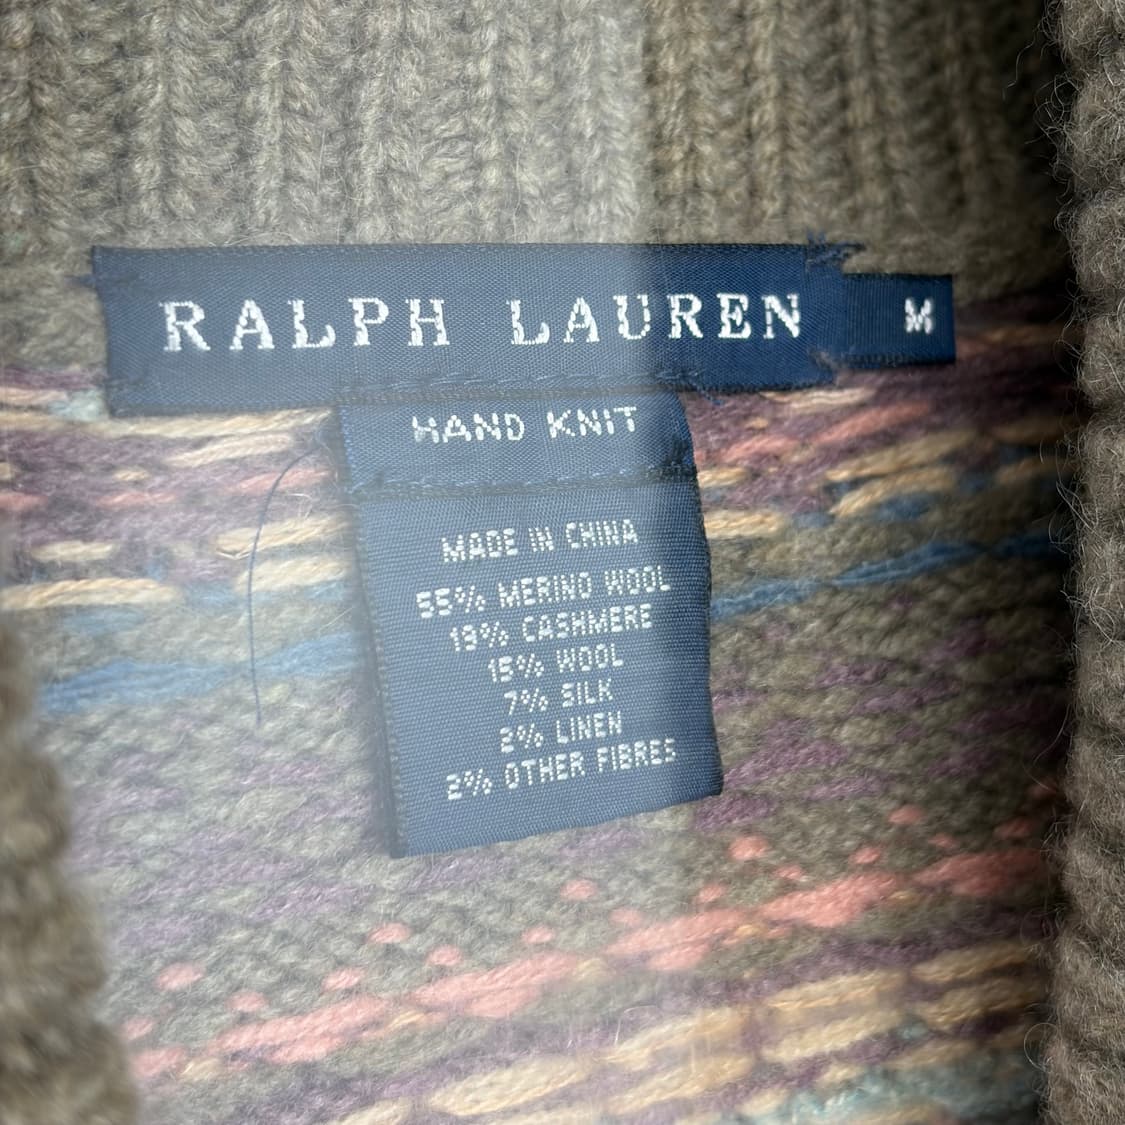 RALPH LAUREN M
HAND KNIT
MADE IN CHINA
55% MERINO WOOL
19% CASHMERE
15% WOOL
7% SILK
2% LINEN
2% OTHER FIBRES